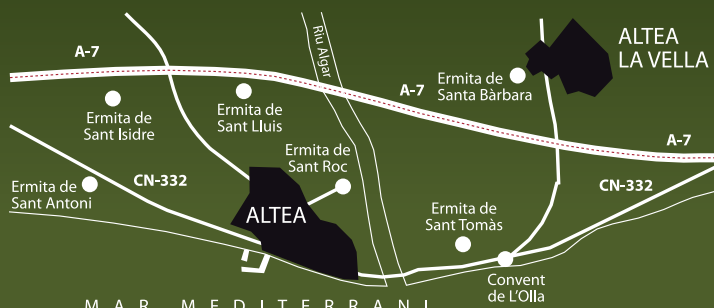 A-7
Riu Algar
ALTEA
LA VELLA
Ermita de
Santa Bàrbara
A-7
Ermita de
Sant Isidre
Ermita de
Sant Lluis
A-7
Ermita de
Sant Roc
CN-332
CN-332
Ermita de
Sant Antoni
ALTEA
Ermita de
Sant Tomàs
Convent
de L'Olla
MAR MEDITERRANI